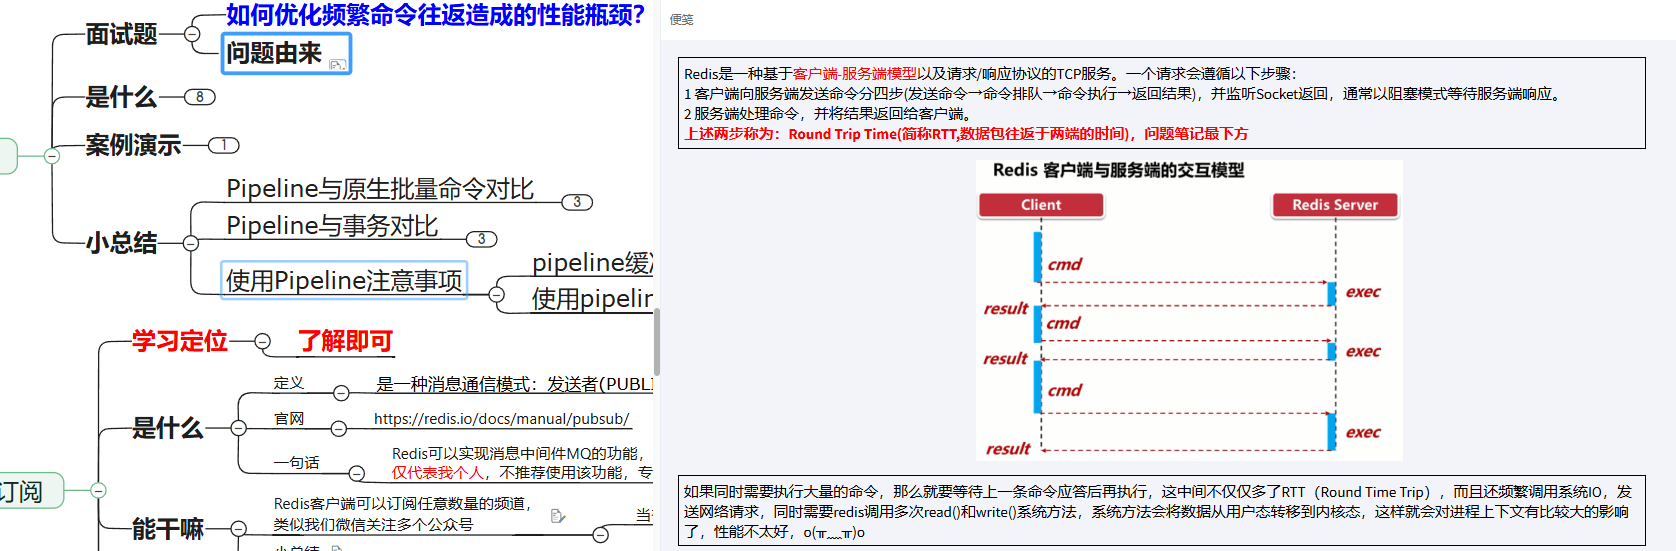 面试题
如何优化频繁命令往返造成的性能瓶颈?
问题由来
是什么
8
案例演示
1
小总结
Pipeline与原生批量命令对比
3
Pipeline与事务对比
3
使用Pipeline注意事项
pipeline缓
使用pipelin
学习定位
了解即可
是什么
定义
是一种消息通信模式：发送者(PUBLI
官网
https://redis.io/docs/manual/pubsub/
一句话
Redis可以实现消息中间件MQ的功能，
仅代表我个人，不推荐使用该功能，专
订阅
能干嘛
Redis客户端可以订阅任意数量的频道，
类似我们微信关注多个公众号
当
小总结
便笺
Redis是一种基于客户端-服务端模型以及请求/响应协议的TCP服务。一个请求会遵循以下步骤：
1 客户端向服务端发送命令分四步(发送命令→命令排队→命令执行→返回结果)，并监听Socket返回，通常以阻塞模式等待服务端响应。
2 服务端处理命令，并将结果返回给客户端。
上述两步称为：Round Trip Time(简称RTT,数据包往返于两端的时间)，问题笔记最下方
Redis 客户端与服务端的交互模型
Client
Redis Server
cmd
exec
result
cmd
exec
result
cmd
exec
result
如果同时需要执行大量的命令，那么就要等待上一条命令应答后再执行，这中间不仅仅多了RTT（Round Time Trip），而且还频繁调用系统IO，发
送网络请求，同时需要redis调用多次read()和write()系统方法，系统方法会将数据从用户态转移到内核态，这样就会对进程上下文有比较大的影响
了，性能不太好，o(╥﹏╥)o